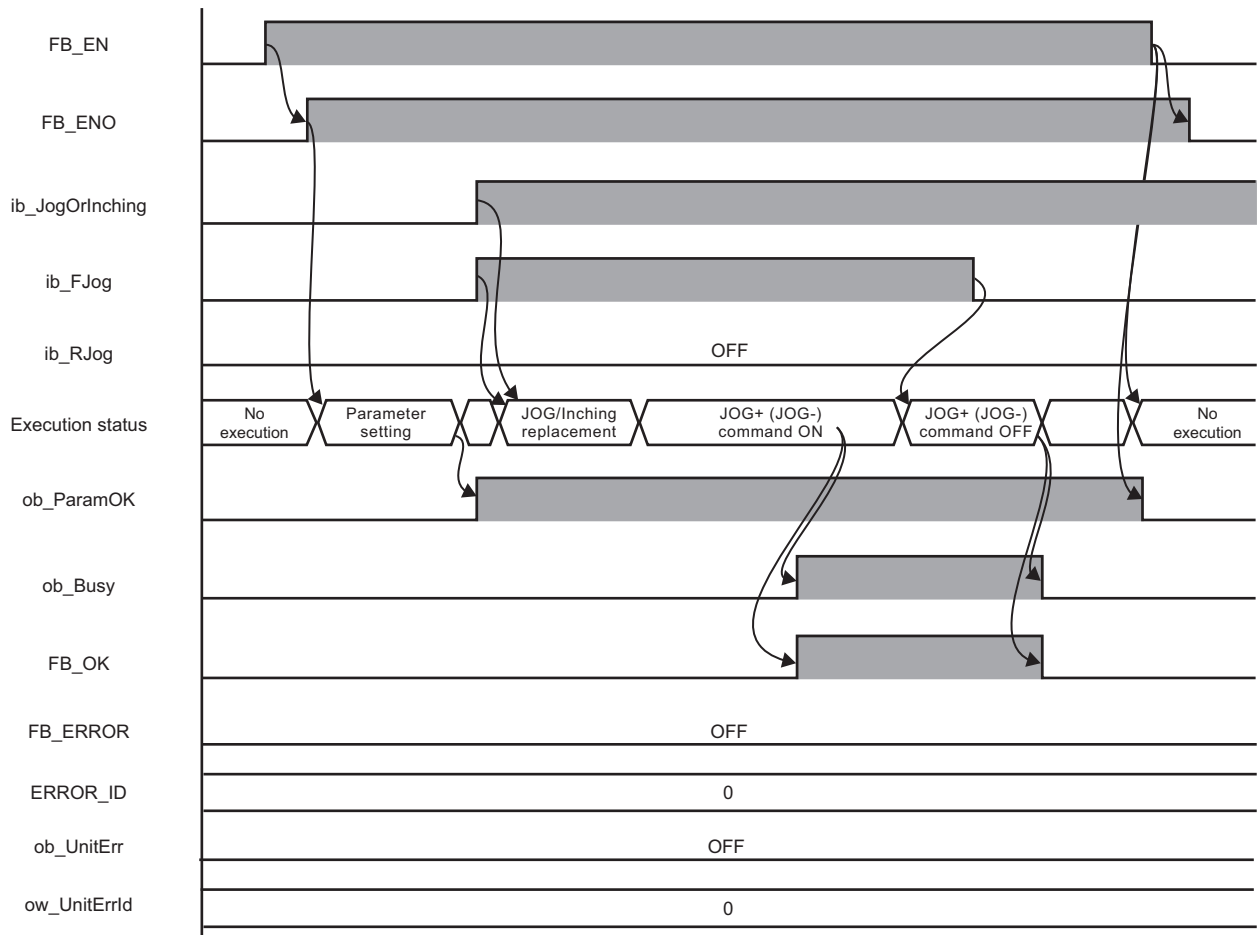 FB_EN
FB_ENO
ib_JogOrInching
ib_FJog
ib_RJog
OFF
Execution status
No
execution
Parameter
setting
JOG/Inching
replacement
JOG+ (JOG-)
command ON
JOG+ (JOG-)
command OFF
No
execution
ob_ParamOK
ob_Busy
FB_OK
FB_ERROR
OFF
ERROR_ID
0
ob_UnitErr
OFF
ow_UnitErrId
0